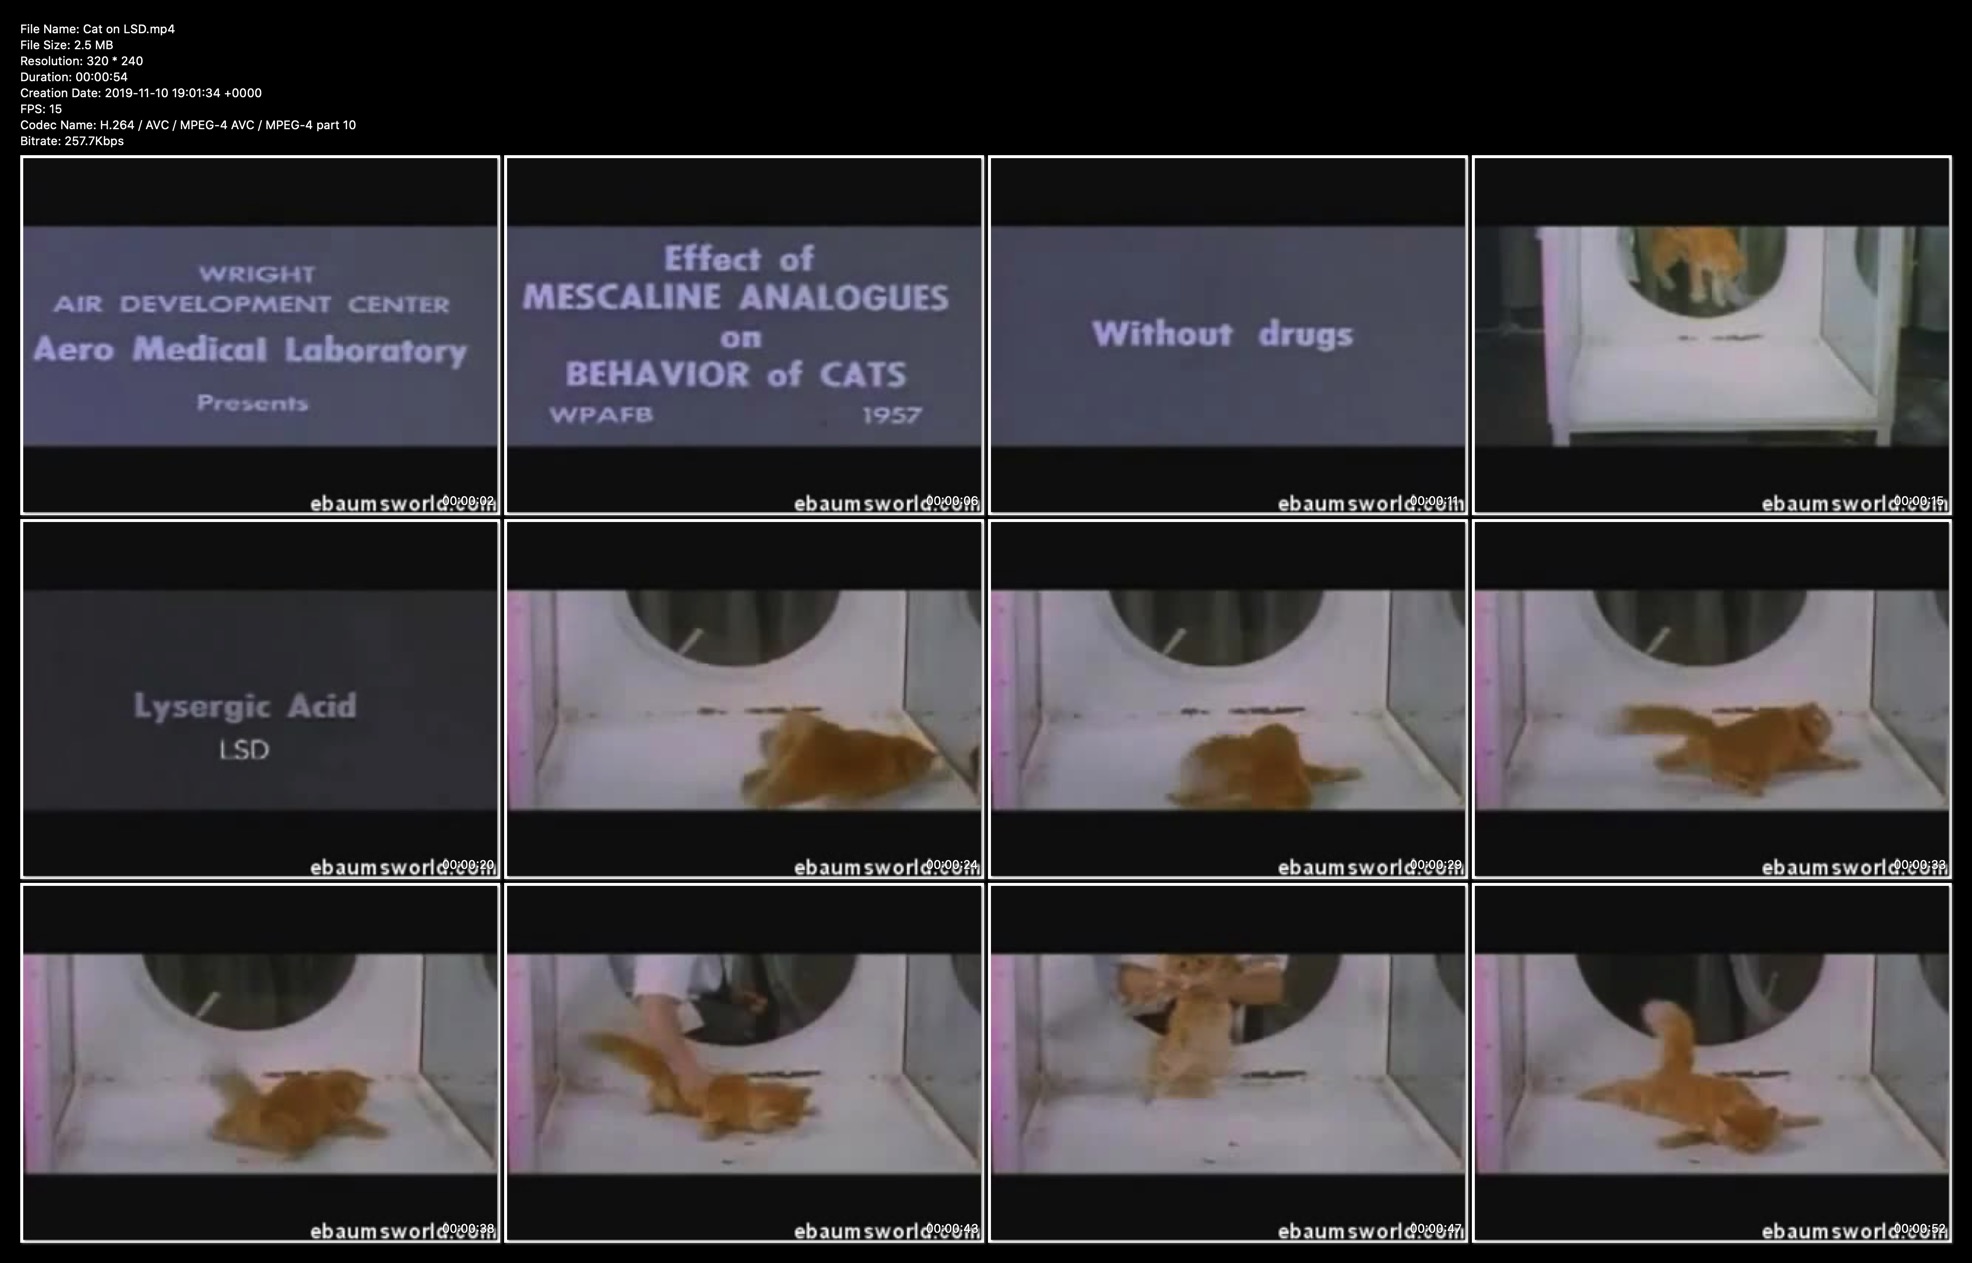 File Name: Cat on LSD.mp4
File Size: 2.5 MB
Resolution: 320 * 240
Duration: 00:00:54
Creation Date: 2019-11-10 19:01:34 +0000
FPS: 15
Codec Name: H.264 / AVC / MPEG-4 AVC / MPEG-4 part 10
Bitrate: 257.7Kbps
WRIGHT
AIR DEVELOPMENT CENTER
Aero Medical Laboratory
Presents
ebaumsworld.com
00:00:02
Effect of
MESCALINE ANALOGUES
on
BEHAVIOR of CATS
WPAFB 1957
ebaumsworld.com
00:00:06
Without drugs
ebaumsworld.com
00:00:11
ebaumsworld.com
00:00:15
Lysergic Acid
LSD
ebaumsworld.com
00:00:20
ebaumsworld.com
00:00:24
ebaumsworld.com
00:00:29
ebaumsworld.com
00:00:33
ebaumsworld.com
00:00:38
ebaumsworld.com
00:00:43
ebaumsworld.com
00:00:47
ebaumsworld.com
00:00:52